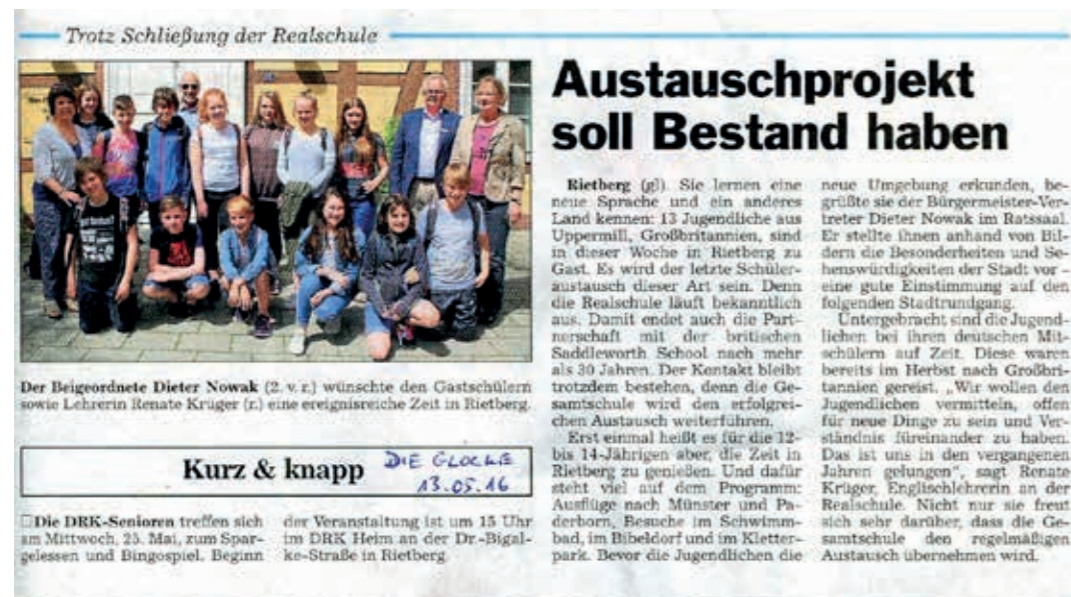 Trotz Schließung der Realschule
Austauschprojekt
soll Bestand haben
Der Beigeordnete Dieter Nowak (2. v. r.) wünschte den Gastschülern
sowie Lehrerin Renate Krüger (r.) eine ereignisreiche Zeit in Rietberg.
Kurz & knapp
DIE GLOCKE
13.05.16
□Die DRK-Senioren treffen sich
am Mittwoch, 25. Mai, zum Spar-
gelessen und Bingospiel. Beginn
der Veranstaltung ist um 15 Uhr
im DRK Heim an der Dr.-Bigal-
ke-Straße in Rietberg.
Rietberg (gl). Sie lernen eine
neue Sprache und ein anderes
Land kennen: 13 Jugendliche aus
Uppermill, Großbritannien, sind
in dieser Woche in Rietberg zu
Gast. Es wird der letzte Schüler-
austausch dieser Art sein. Denn
die Realschule läuft bekanntlich
aus. Damit endet auch die Part-
nerschaft mit der britischen
Saddleworth School nach mehr
als 30 Jahren. Der Kontakt bleibt
trotzdem bestehen, denn die Ge-
samtschule wird den erfolgrei-
chen Austausch weiterführen.
Erst einmal heißt es für die 12-
bis 14-Jährigen aber, die Zeit in
Rietberg zu genießen. Und dafür
steht viel auf dem Programm:
Ausflüge nach Münster und Pa-
derborn, Besuche im Schwimm-
bad, im Bibeldorf und im Kletter-
park. Bevor die Jugendlichen die
neue Umgebung erkunden, be-
grüßte sie der Bürgermeister-Ver-
treter Dieter Nowak im Ratssaal.
Er stellte ihnen anhand von Bil-
dern die Besonderheiten und Se-
henswürdigkeiten der Stadt vor –
eine gute Einstimmung auf den
folgenden Stadtrundgang.
Untergebracht sind die Jugend-
lichen bei ihren deutschen Mit-
schülern auf Zeit. Diese waren
bereits im Herbst nach Großbri-
tannien gereist. „Wir wollen den
Jugendlichen vermitteln, offen
für neue Dinge zu sein und Ver-
ständnis füreinander zu haben.
Das ist uns in den vergangenen
Jahren gelungen“, sagt Renate
Krüger, Englischlehrerin an der
Realschule. Nicht nur sie freut
sich sehr darüber, dass die Ge-
samtschule den regelmäßigen
Austausch übernehmen wird.